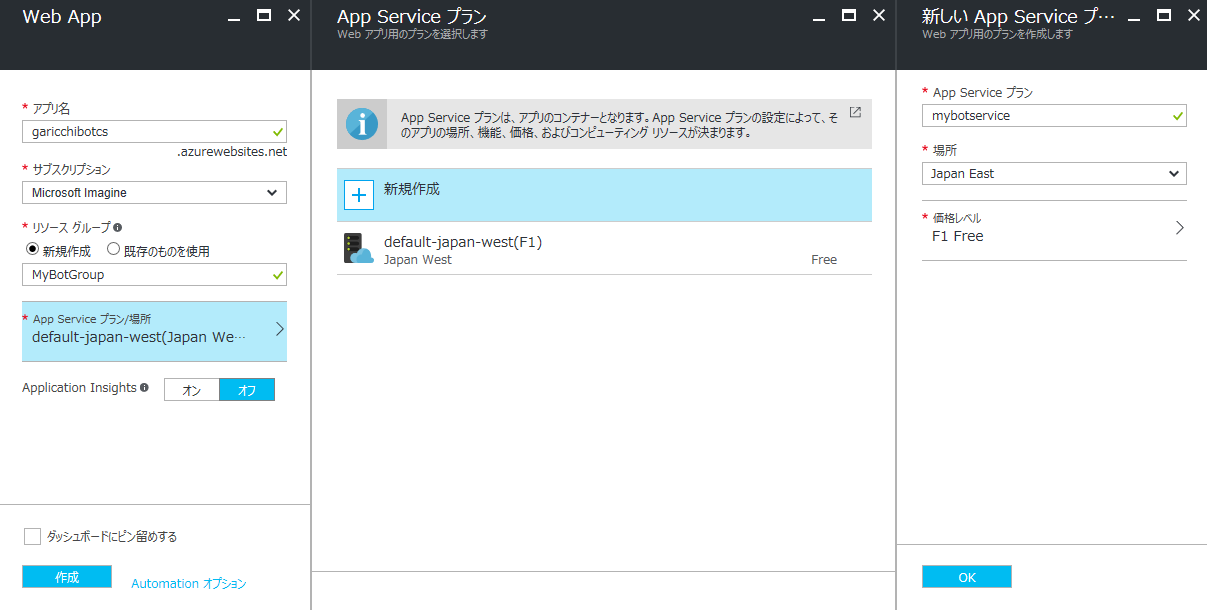 Web App
* アプリ名
garicchibotcs
.azurewebsites.net
* サブスクリプション
Microsoft Imagine
* リソース グループ
新規作成 既存のものを使用
MyBotGroup
* App Service プラン/場所
default-japan-west(Japan We…
Application Insights オン オフ
ダッシュボードにピン留めする
作成 Automation オプション
App Service プラン
Web アプリ用のプランを選択します
App Service プランは、アプリのコンテナーとなります。App Service プランの設定によって、そ
のアプリの場所、機能、価格、およびコンピューティング リソースが決まります。
新規作成
default-japan-west(F1)
Japan West Free
新しい App Service プ…
Web アプリ用のプランを作成します
* App Service プラン
mybotservice
* 場所
Japan East
* 価格レベル
F1 Free
OK